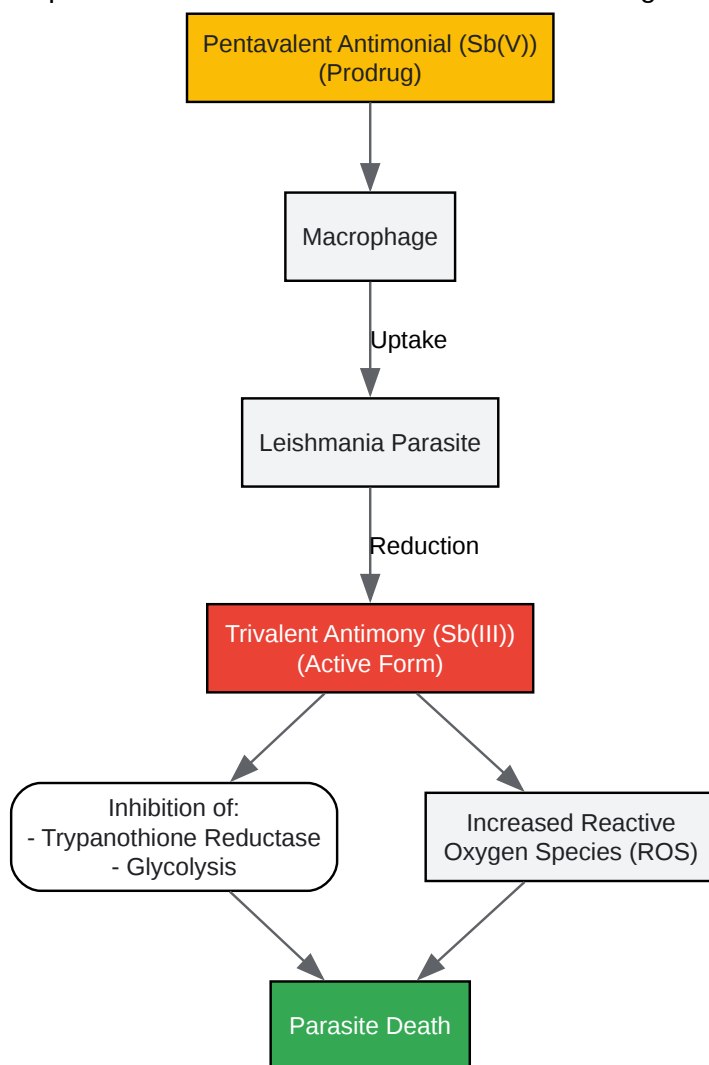 Pentavalent Antimonial (Sb(V))
(Prodrug)
Macrophage
Uptake
Leishmania Parasite
Reduction
Trivalent Antimony (Sb(III))
(Active Form)
Inhibition of:
- Trypanothione Reductase
- Glycolysis
Increased Reactive
Oxygen Species (ROS)
Parasite Death